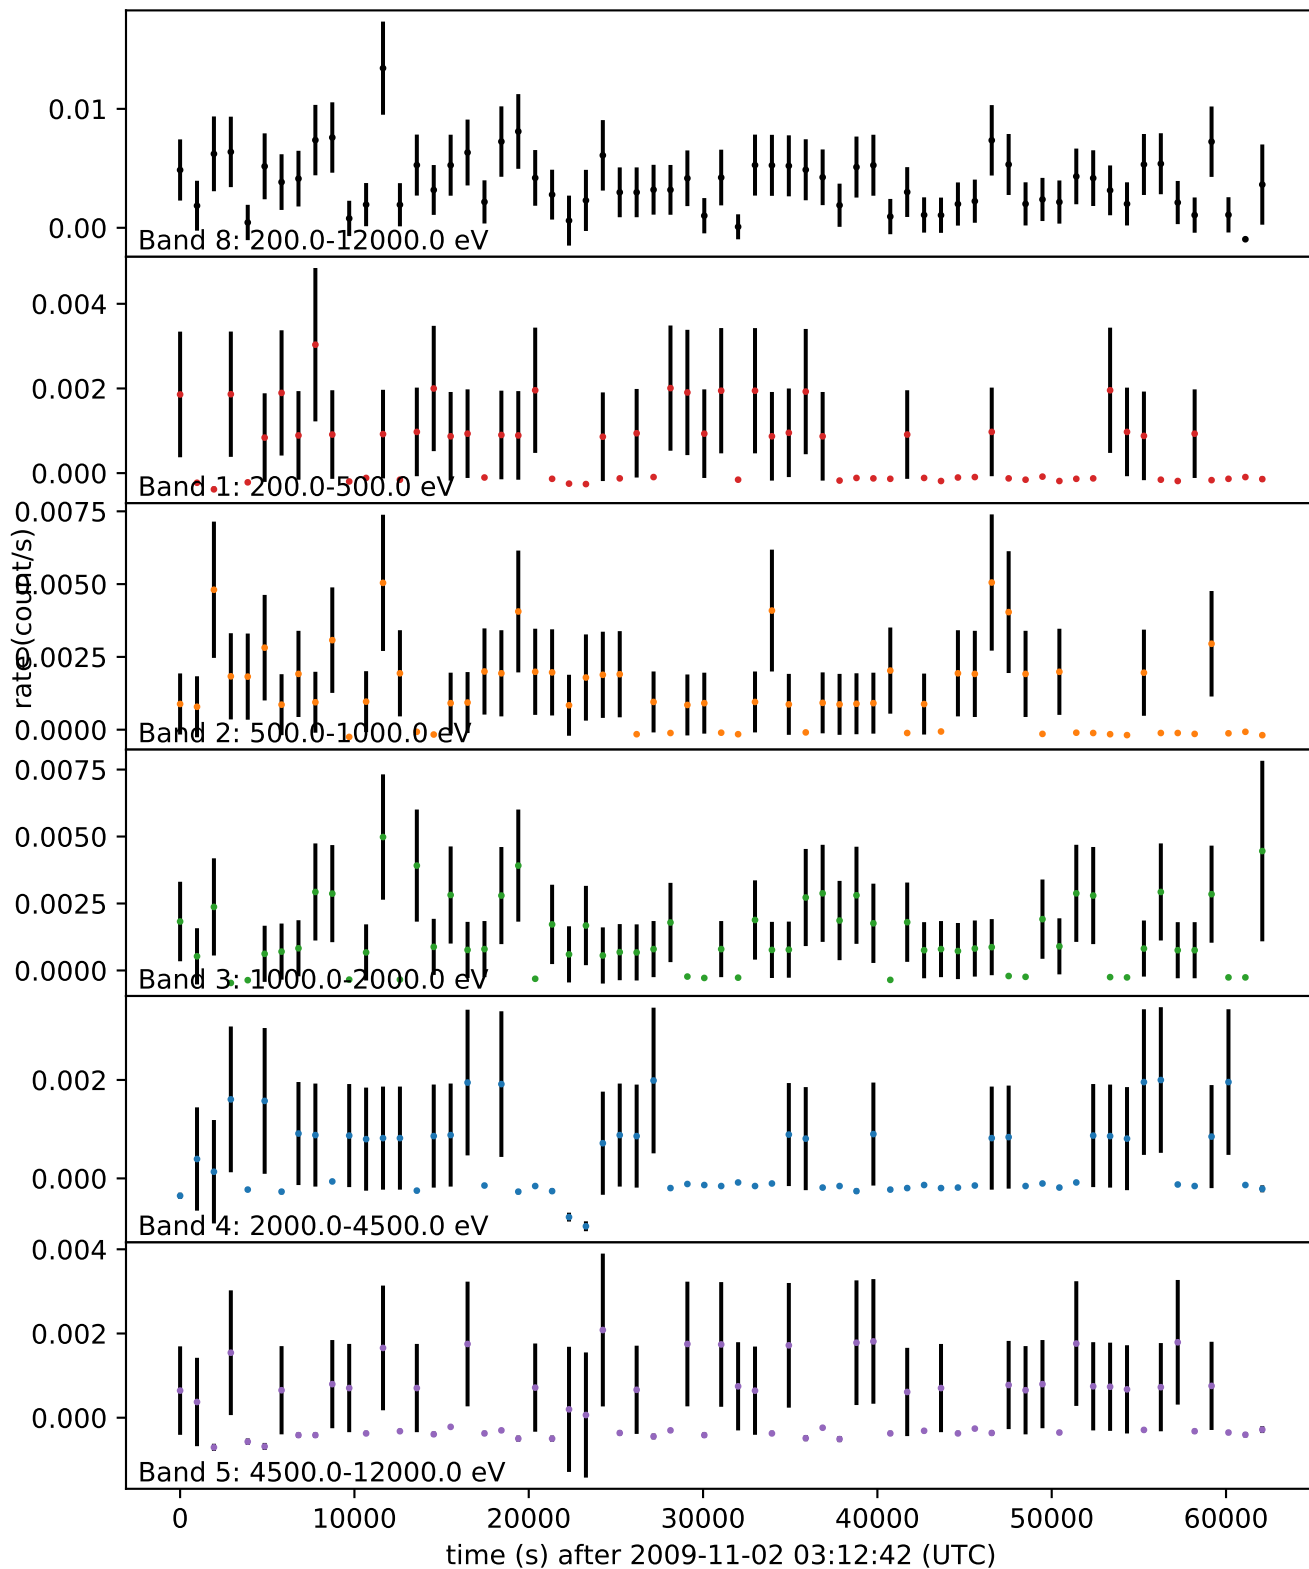 0.01
0.00
Band 8: 200.0-12000.0 eV
0.004
0.002
0.000
Band 1: 200.0-500.0 eV
rate (count/s)
0.0075
0.0050
0.0025
0.0000
Band 2: 500.0-1000.0 eV
0.0075
0.0050
0.0025
0.0000
Band 3: 1000.0-2000.0 eV
0.002
0.000
Band 4: 2000.0-4500.0 eV
0.004
0.002
0.000
Band 5: 4500.0-12000.0 eV
0 10000 20000 30000 40000 50000 60000
time (s) after 2009-11-02 03:12:42 (UTC)